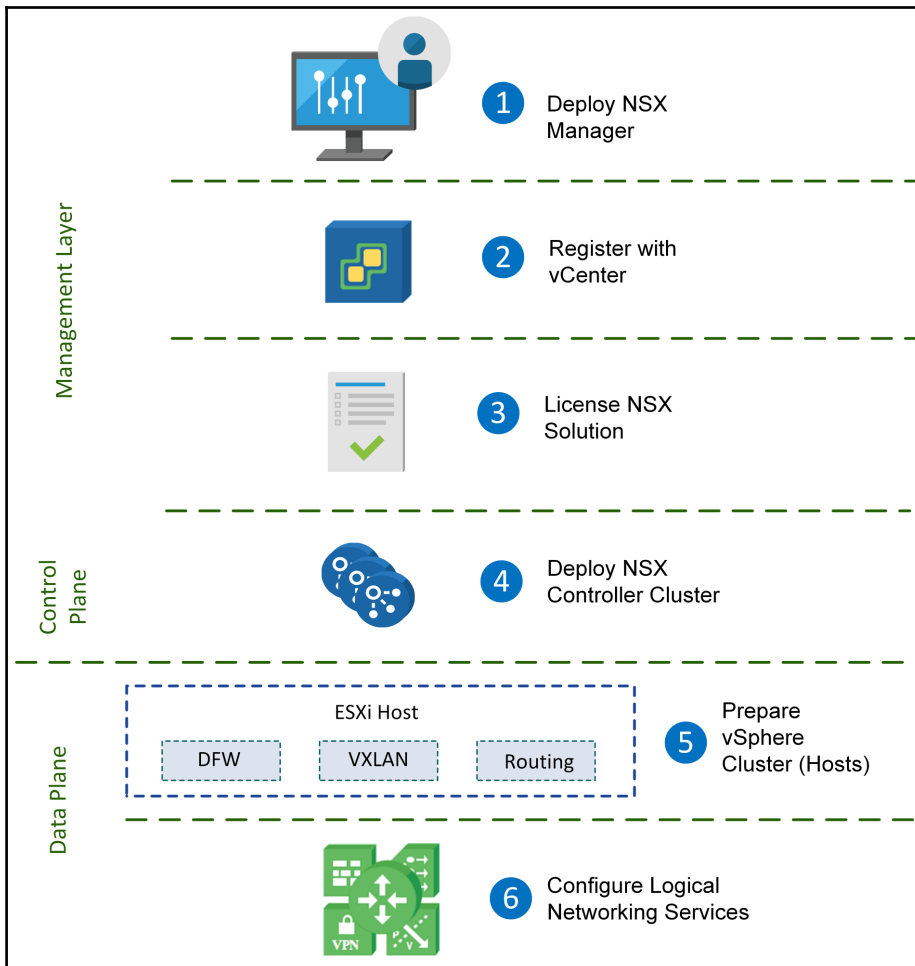 1
Deploy NSX
Manager
Management Layer
2
Register with
vCenter
3
License NSX
Solution
Control
Plane
4
Deploy NSX
Controller Cluster
Data Plane
ESXi Host
DFW
VXLAN
Routing
5
Prepare
vSphere
Cluster (Hosts)
VPN
P
V
6
Configure Logical
Networking Services